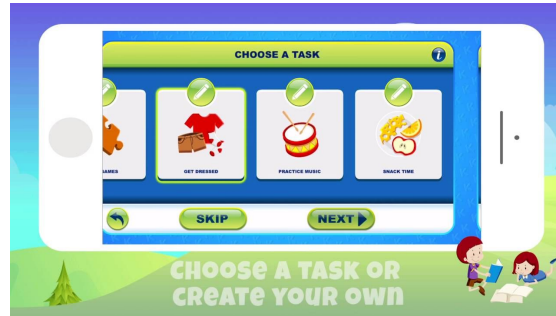 CHOOSE A TASK
i
GAMES
GET DRESSED
PRACTICE MUSIC
SNACK TIME
SKIP
NEXT
CHOOSE A TASK OR
CREATE YOUR OWN